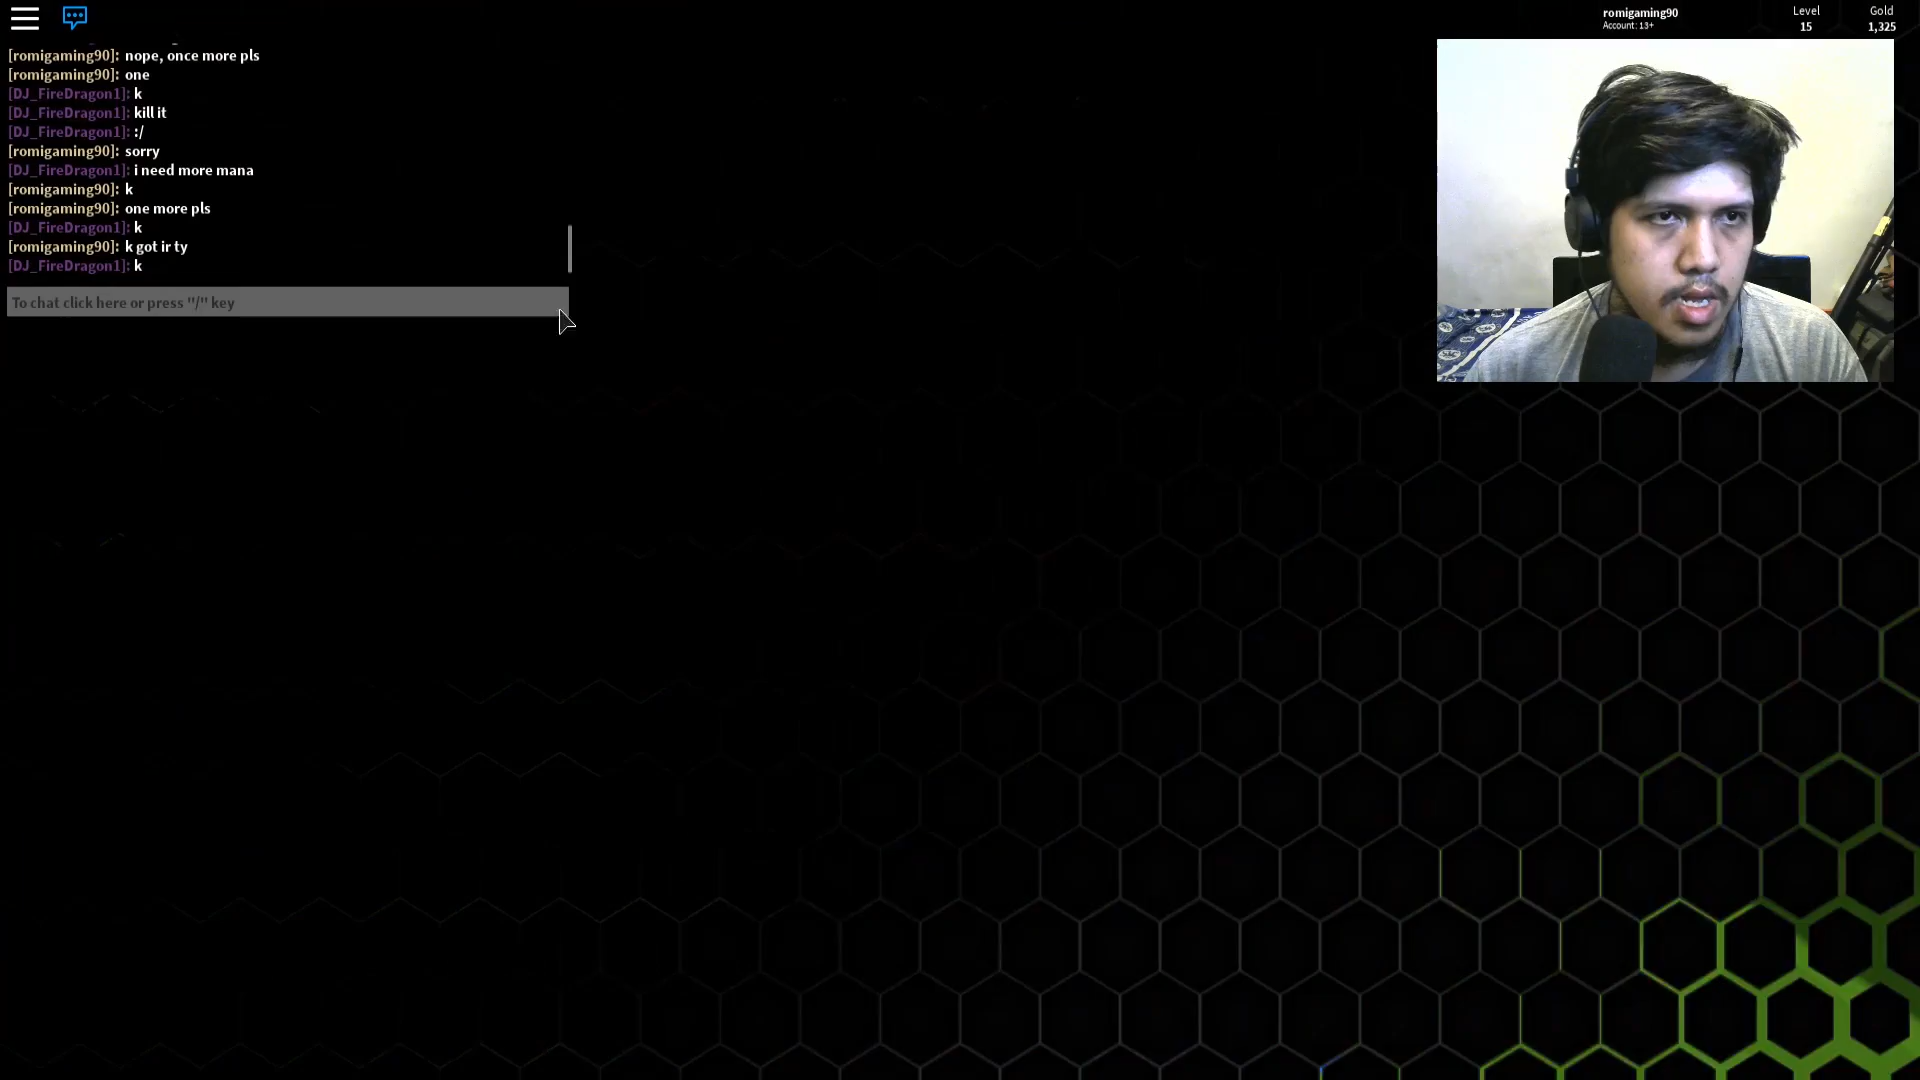 romigaming90
Account: 13+
Level
15
Gold
1,325
[romigaming90]: nope, once more pls
[romigaming90]: one
[DJ_FireDragon1]: k
[DJ_FireDragon1]: kill it
[DJ_FireDragon1]: :/
[romigaming90]: sorry
[DJ_FireDragon1]: i need more mana
[romigaming90]: k
[romigaming90]: one more pls
[DJ_FireDragon1]: k
[romigaming90]: k got ir ty
[DJ_FireDragon1]: k
To chat click here or press "/" key